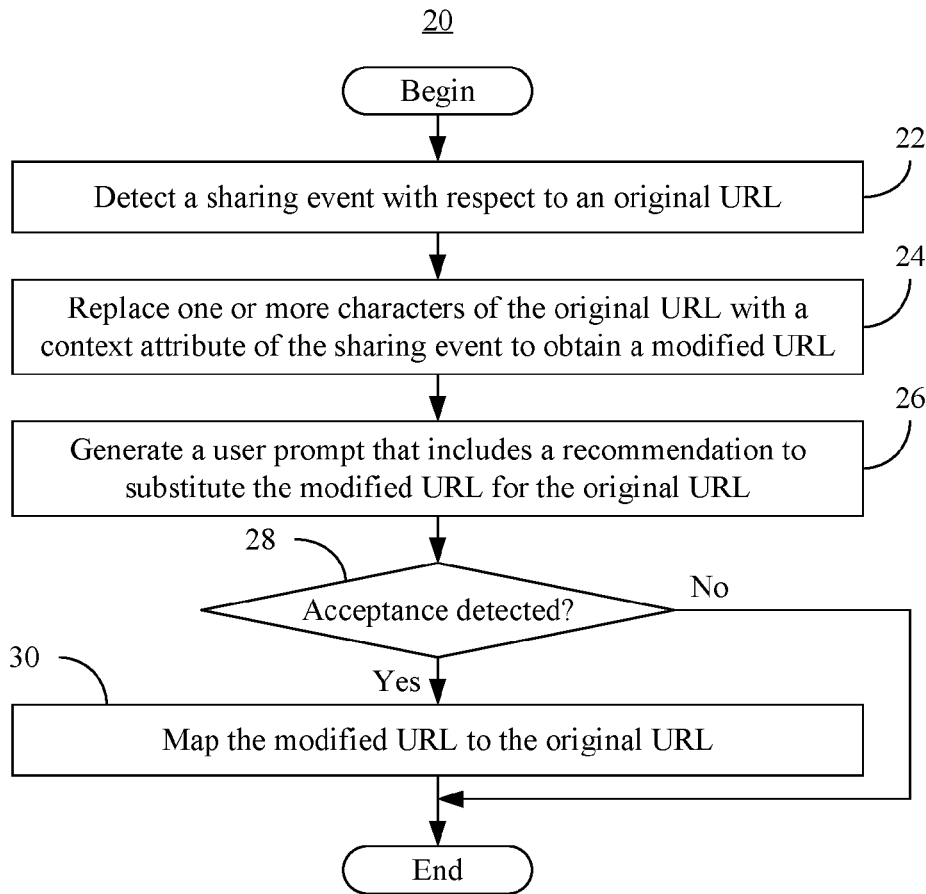 20
Begin
22
Detect a sharing event with respect to an original URL
24
Replace one or more characters of the original URL with a
context attribute of the sharing event to obtain a modified URL
26
Generate a user prompt that includes a recommendation to
substitute the modified URL for the original URL
28
Acceptance detected?
No
30
Yes
Map the modified URL to the original URL
End